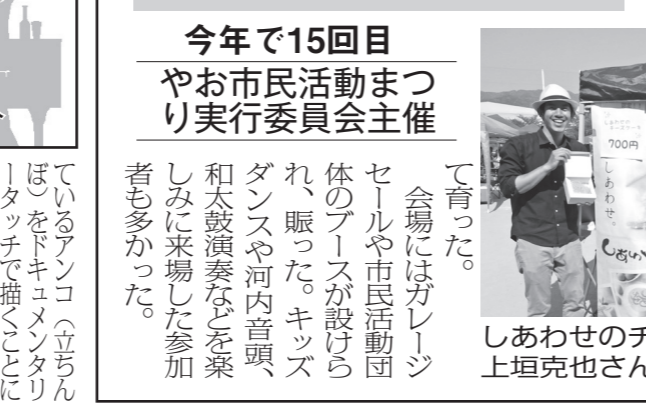 今年で15回目
やお市民活動まつ
り実行委員会主催
て育った。
会場にはガレージ
セールや市民活動団
体のブースが設けら
れ、賑った。キッズ
ダンスや河内音頭、
和太鼓演奏などを楽
しみに来場した参加
者も多かった。
700円
しあわせ。
しあわせのチ
上垣克也さん
ているアンコ（立ちん
ぼ）をドキュメンタリ
ータッチで描くことに